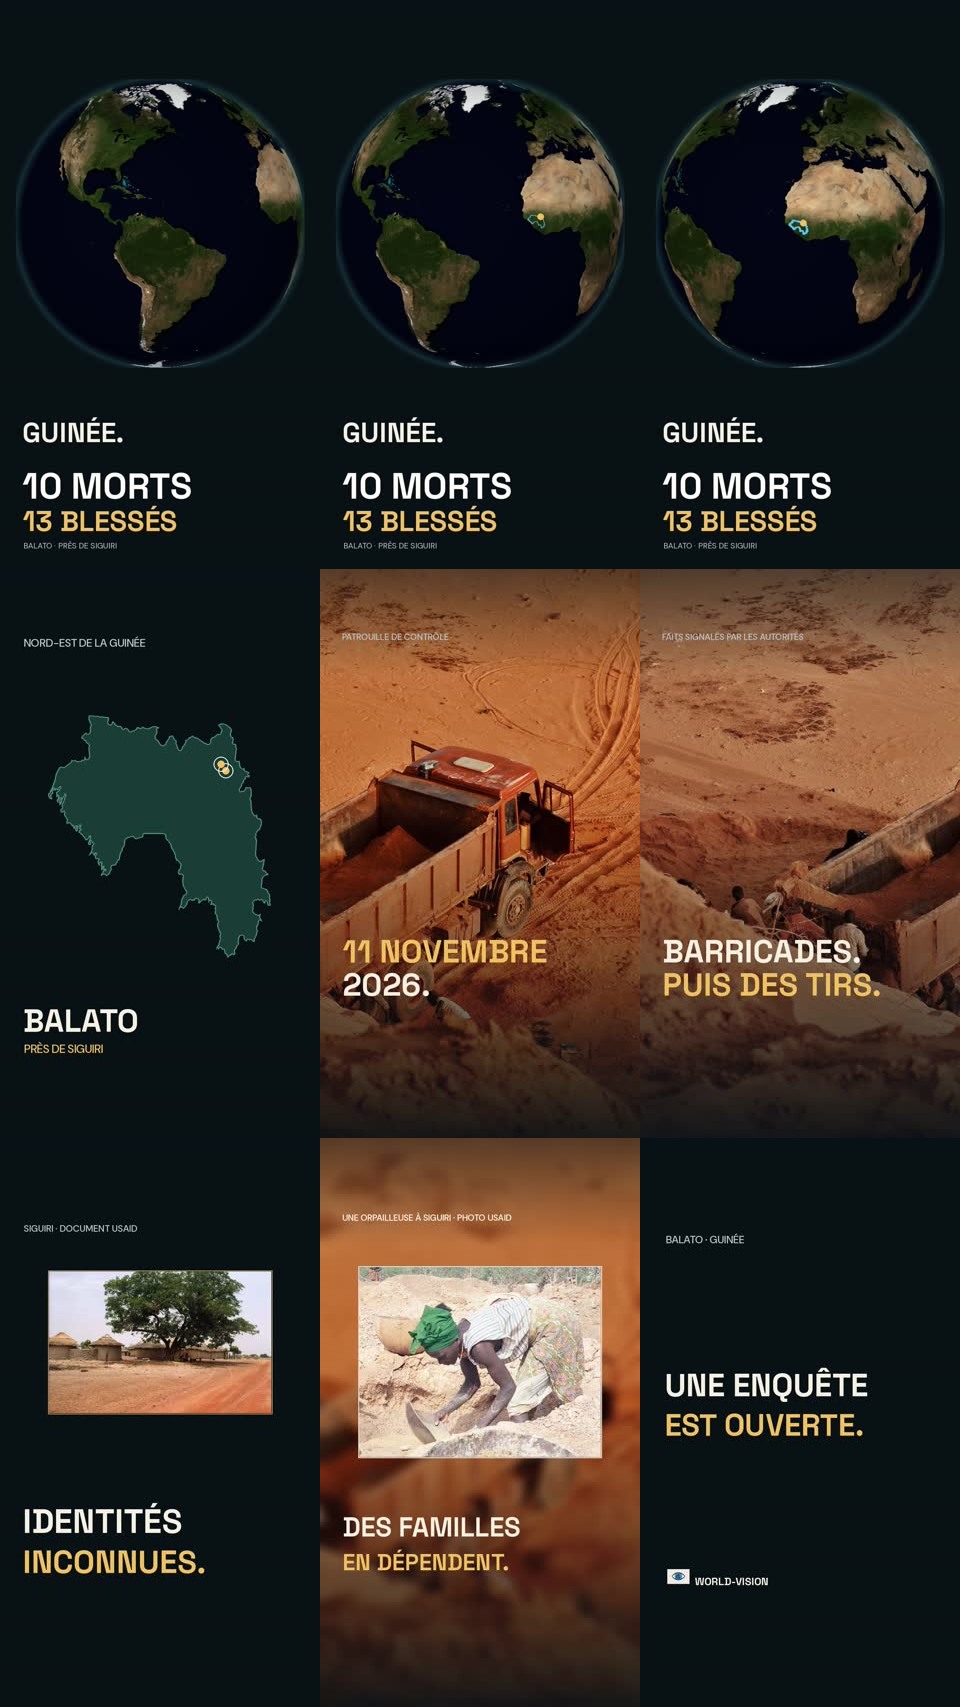 GUINÉE.
10 MORTS
13 BLESSÉS
BALATO · PRÈS DE SIGUIRI
GUINÉE.
10 MORTS
13 BLESSÉS
BALATO · PRÈS DE SIGUIRI
GUINÉE.
10 MORTS
13 BLESSÉS
BALATO · PRÈS DE SIGUIRI
NORD-EST DE LA GUINÉE
BALATO
PRÈS DE SIGUIRI
PATROUILLE DE CONTRÔLE
11 NOVEMBRE
2026.
FAITS SIGNALÉS PAR LES AUTORITÉS
BARRICADES.
PUIS DES TIRS.
SIGUIRI · DOCUMENT USAID
IDENTITÉS
INCONNUES.
UNE ORPAILLEUSE À SIGUIRI · PHOTO USAID
DES FAMILLES
EN DÉPENDENT.
BALATO · GUINÉE
UNE ENQUÊTE
EST OUVERTE.
WORLD-VISION